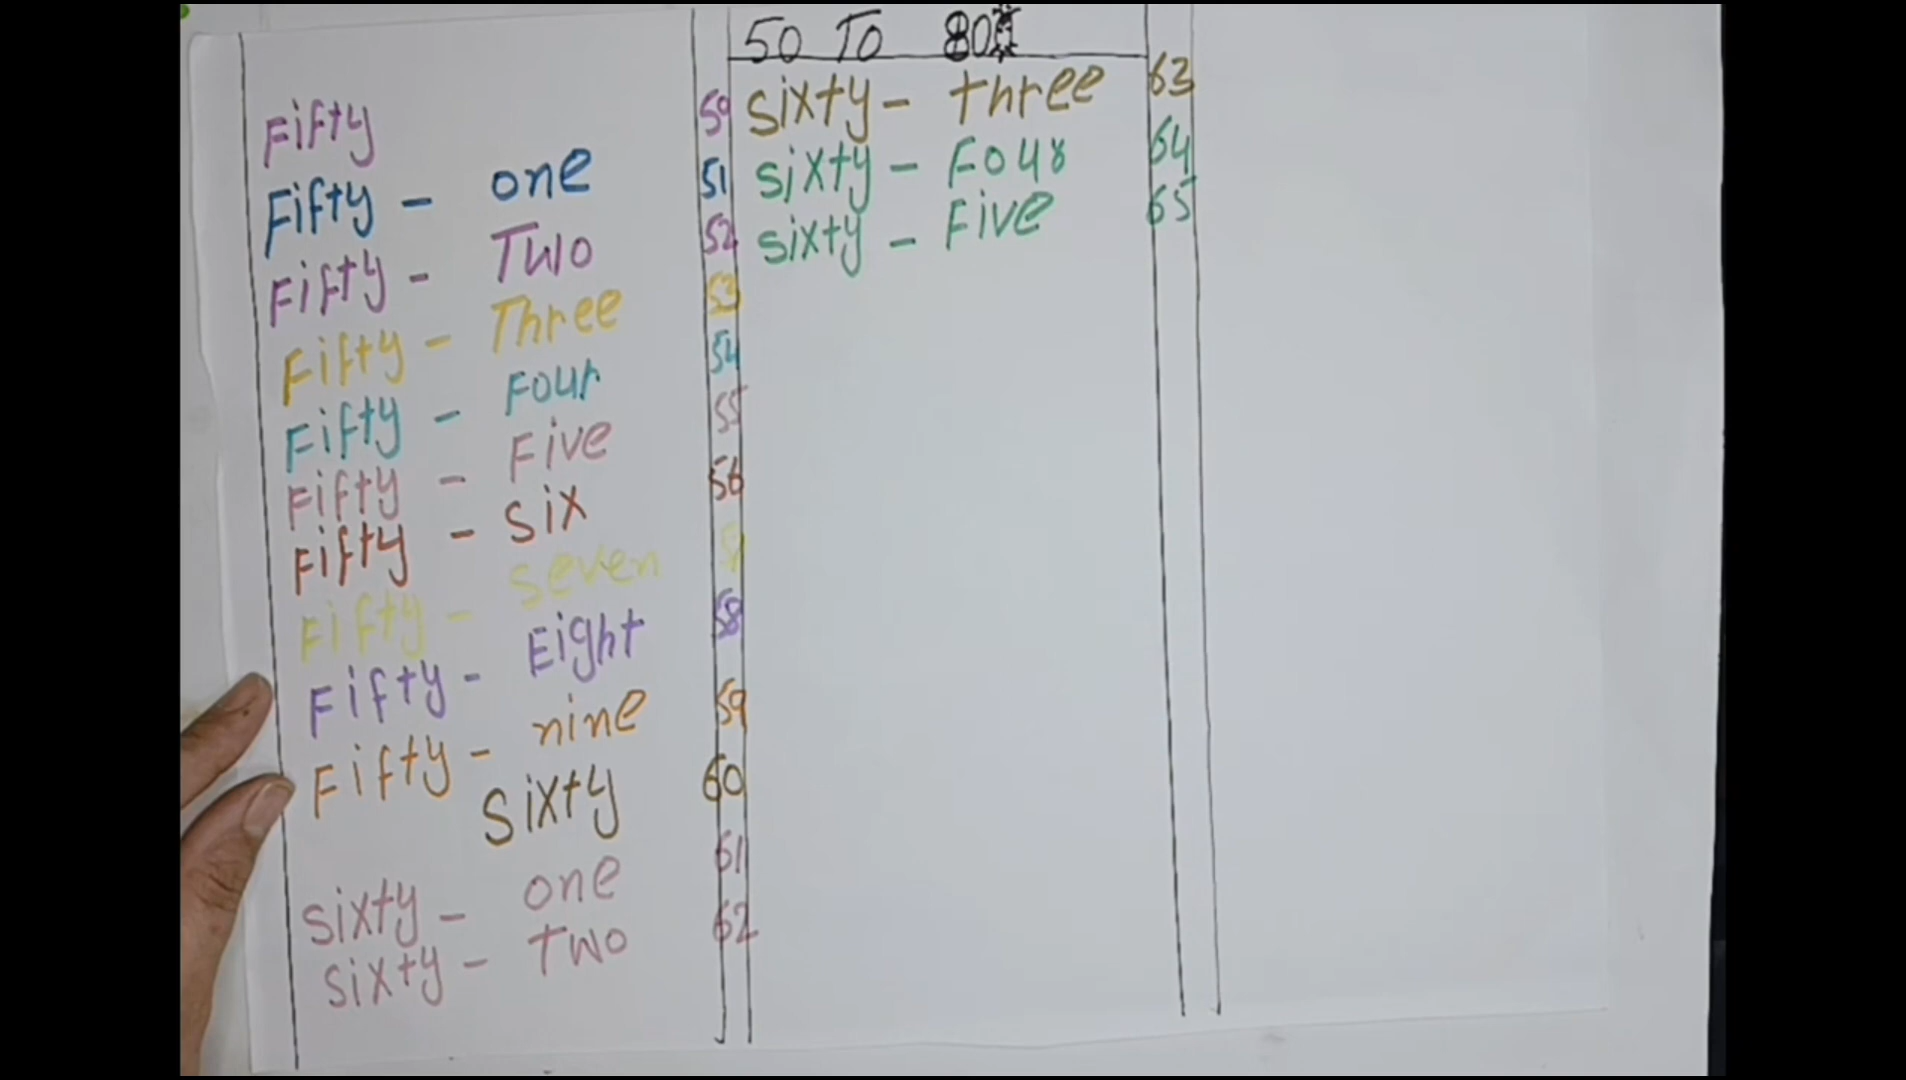 50 TO 80
Fifty 50
Fifty - one 51
Fifty - Two 52
Fifty - Three 53
Fifty - Four 54
Fifty - Five 55
Fifty - six 56
Fifty - seven
Fifty - Eight 58
Fifty - nine 59
Sixty 60
sixty - one 61
sixty - Two 62
sixty - three 63
sixty - Four 64
sixty - Five 65